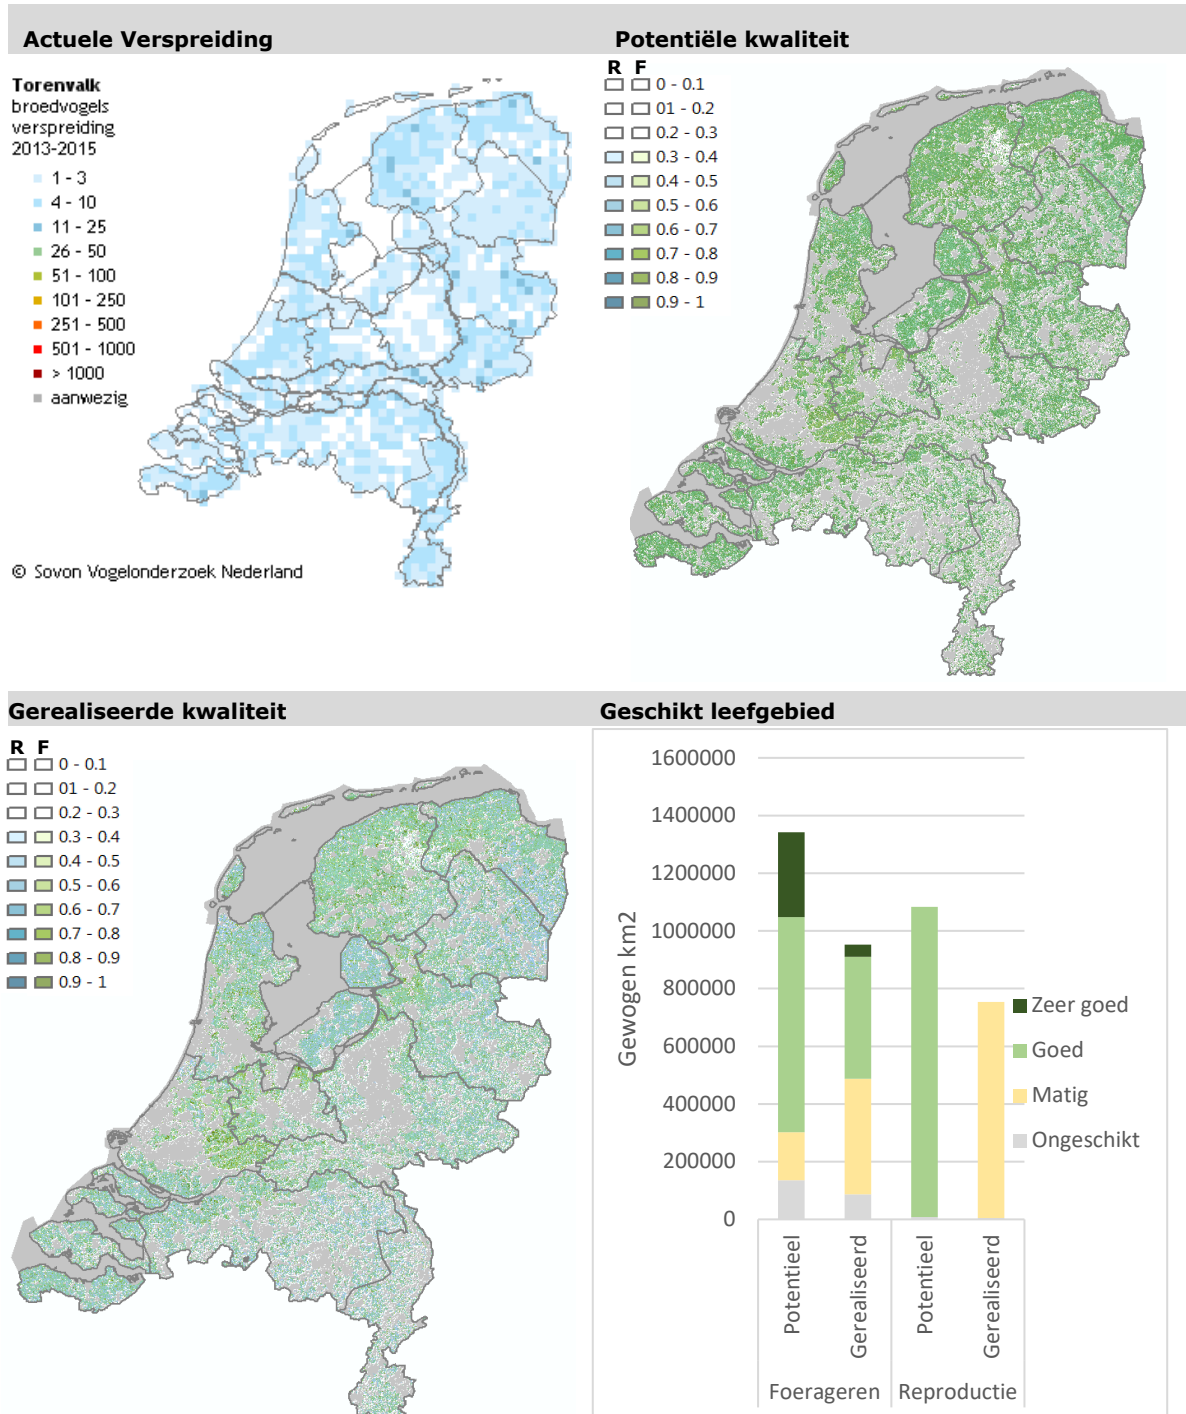 Actuele Verspreiding
Potentiële kwaliteit
Torenvalk
broedvogels
verspreiding
2013-2015
1 - 3
4 - 10
11 - 25
26 - 50
51 - 100
101 - 250
251 - 500
501 - 1000
> 1000
aanwezig
© Sovon Vogelonderzoek Nederland
R F
0 - 0.1
01 - 0.2
0.2 - 0.3
0.3 - 0.4
0.4 - 0.5
0.5 - 0.6
0.6 - 0.7
0.7 - 0.8
0.8 - 0.9
0.9 - 1
Gerealiseerde kwaliteit
Geschikt leefgebied
R F
0 - 0.1
01 - 0.2
0.2 - 0.3
0.3 - 0.4
0.4 - 0.5
0.5 - 0.6
0.6 - 0.7
0.7 - 0.8
0.8 - 0.9
0.9 - 1
Gewogen km2
1600000
1400000
1200000
1000000
800000
600000
400000
200000
0
Zeer goed
Goed
Matig
Ongeschikt
Potentieel
Gerealiseerd
Potentieel
Gerealiseerd
Foerageren
Reproductie